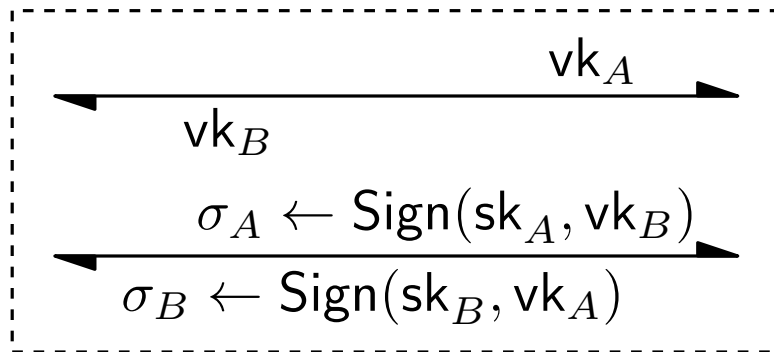 vk_A
vk_B
σ_A ← Sign(sk_A, vk_B)
σ_B ← Sign(sk_B, vk_A)